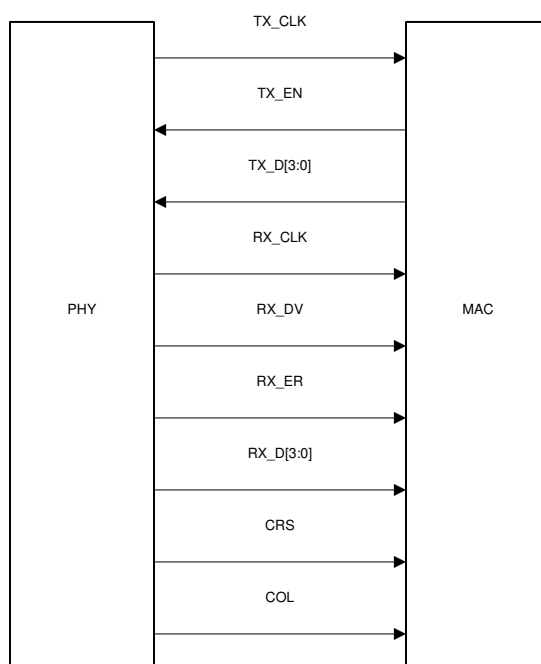 TX_CLK
TX_EN
TX_D[3:0]
RX_CLK
PHY
RX_DV
MAC
RX_ER
RX_D[3:0]
CRS
COL